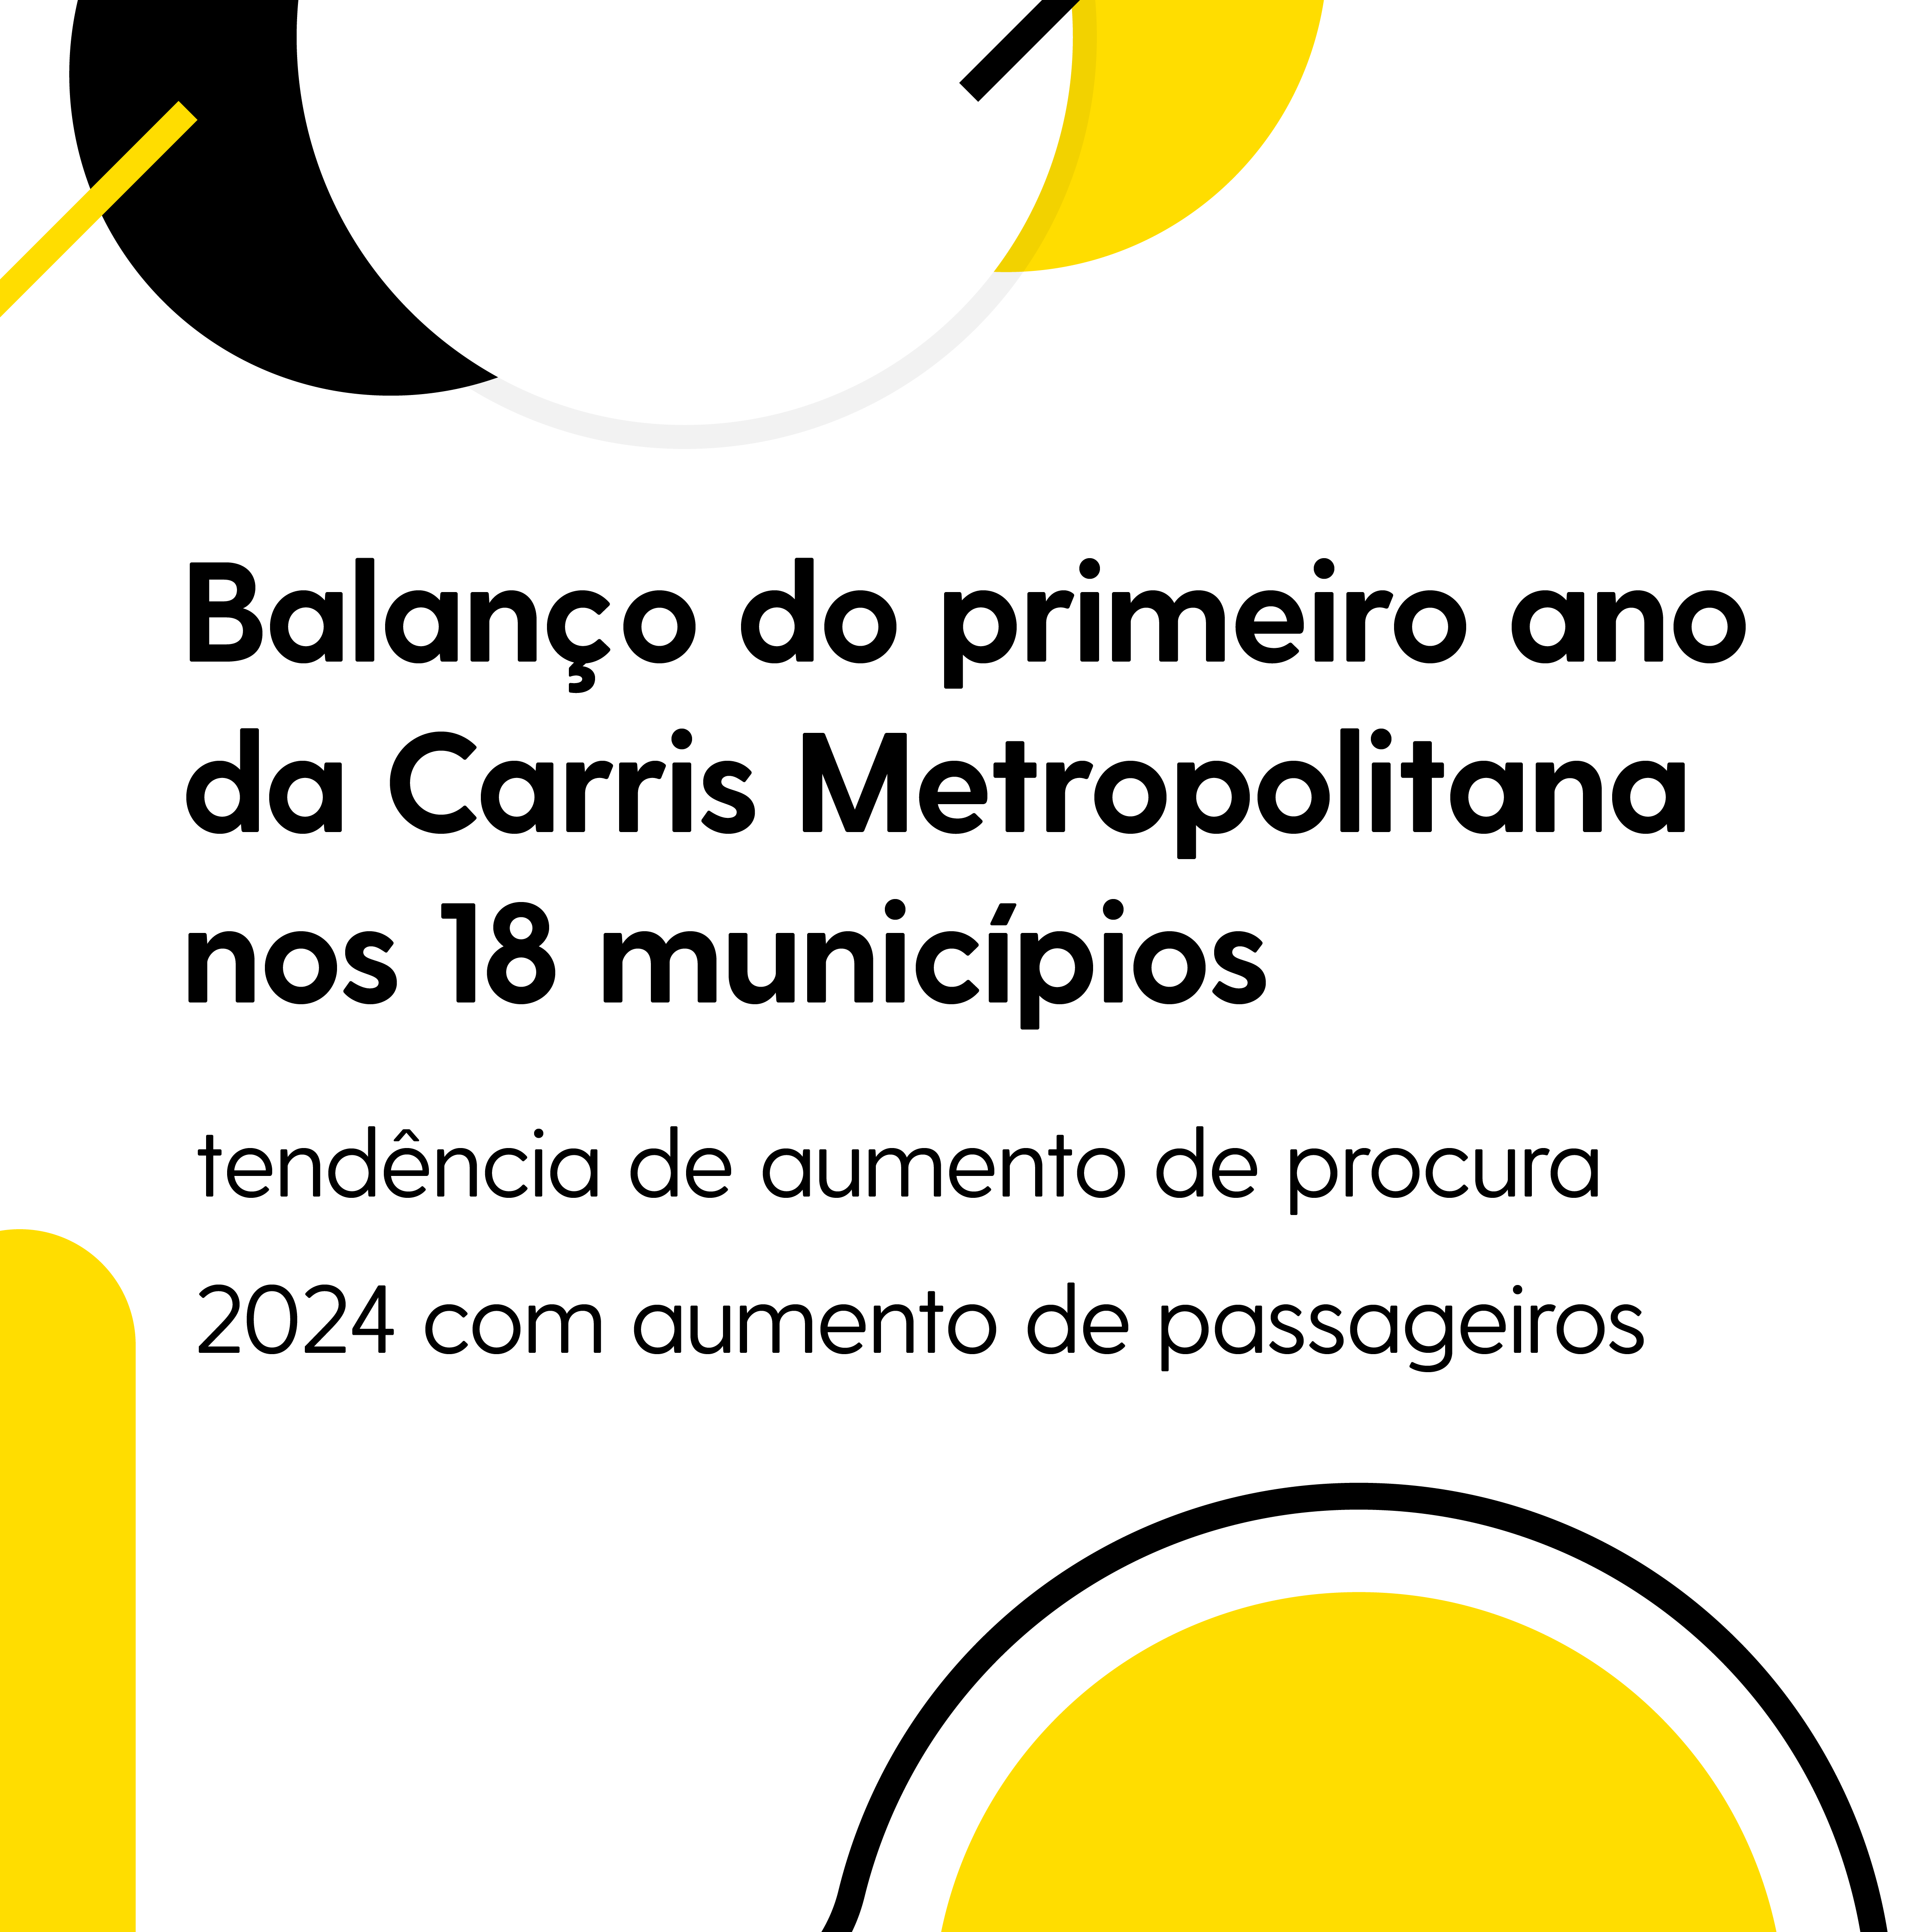 Balanço do primeiro ano
da Carris Metropolitana
nos 18 municípios
tendência de aumento de procura
2024 com aumento de passageiros